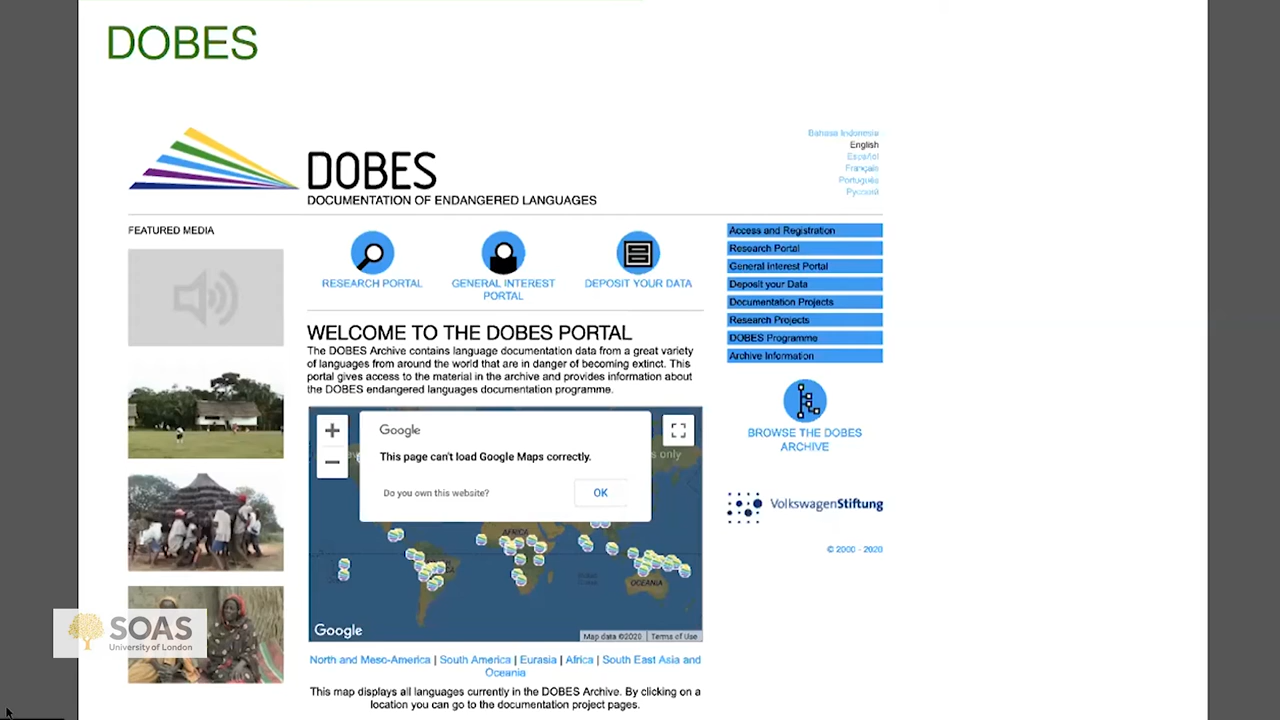 DOBES
DOBES
DOCUMENTATION OF ENDANGERED LANGUAGES
Bahasa Indonesia
English
Español
Français
Português
Русский
FEATURED MEDIA
RESEARCH PORTAL
GENERAL INTEREST
PORTAL
DEPOSIT YOUR DATA
WELCOME TO THE DOBES PORTAL
The DOBES Archive contains language documentation data from a great variety
of languages from around the world that are in danger of becoming extinct. This
portal gives access to the material in the archive and provides information about
the DOBES endangered languages documentation programme.
Google
This page can't load Google Maps correctly.
Do you own this website?
OK
only
AFRICA
OCEANIA
Google
Map data ©2020
Terms of Use
North and Meso-America | South America | Eurasia | Africa | South East Asia and
Oceania
This map displays all languages currently in the DOBES Archive. By clicking on a
location you can go to the documentation project pages.
Access and Registration
Research Portal
General Interest Portal
Deposit your Data
Documentation Projects
Research Projects
DOBES Programme
Archive Information
BROWSE THE DOBES
ARCHIVE
VolkswagenStiftung
© 2000 - 2020
SOAS
University of London